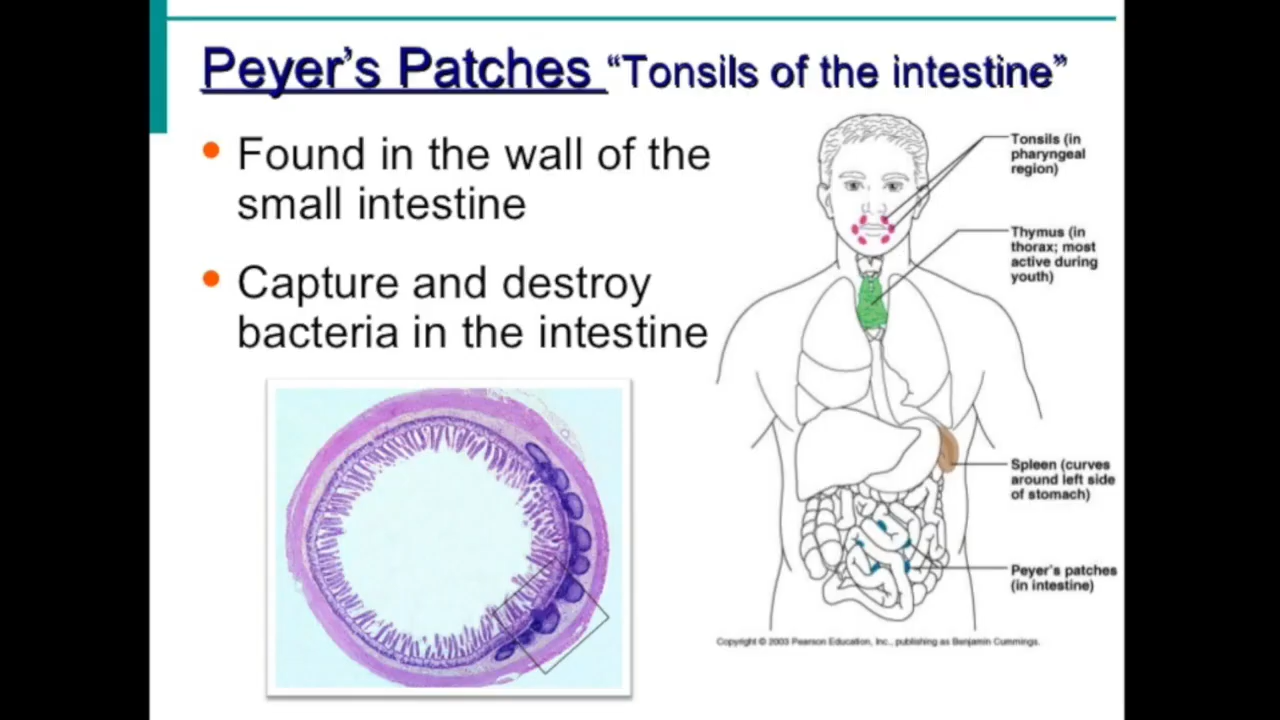 Peyer's Patches “Tonsils of the intestine”
• Found in the wall of the
small intestine
• Capture and destroy
bacteria in the intestine
Tonsils (in
pharyngeal
region)
Thymus (in
thorax; most
active during
youth)
Spleen (curves
around left side
of stomach)
Peyer's patches
(in intestine)
Copyright © 2003 Pearson Education, Inc., publishing as Benjamin Cummings.